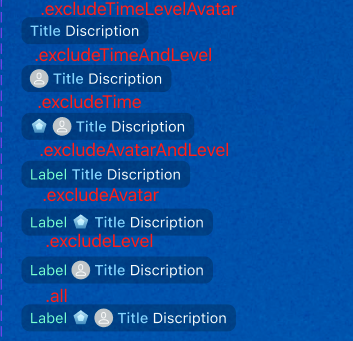 .excludeTimeLevelAvatar
Title Discription
.excludeTimeAndLevel
Title Discription
.excludeTime
Title Discription
.excludeAvatarAndLevel
Label Title Discription
.excludeAvatar
Label Title Discription
.excludeLevel
Label Title Discription
.all
Label Title Discription